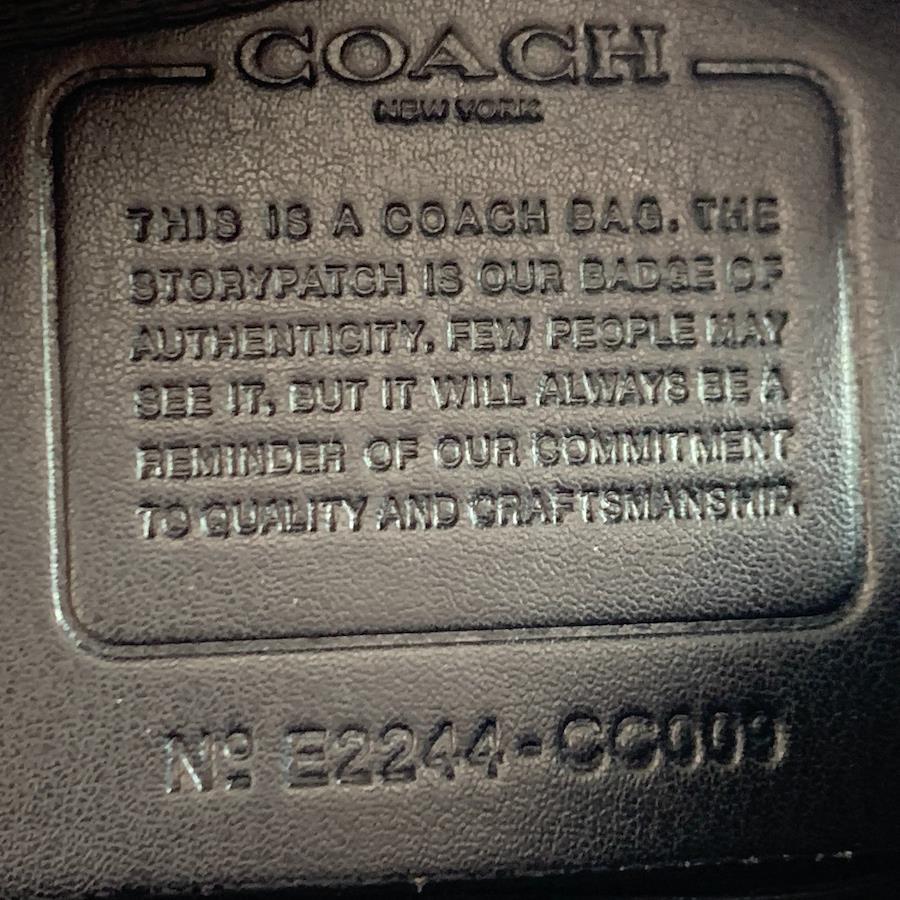 COACH
NEW YORK
THIS IS A COACH BAG. THE
STORYPATCH IS OUR BADGE OF
AUTHENTICITY. FEW PEOPLE MAY
SEE IT, BUT IT WILL ALWAYS BE A
REMINDER OF OUR COMMITMENT
TO QUALITY AND CRAFTSMANSHIP.
Nº E2244-CC009